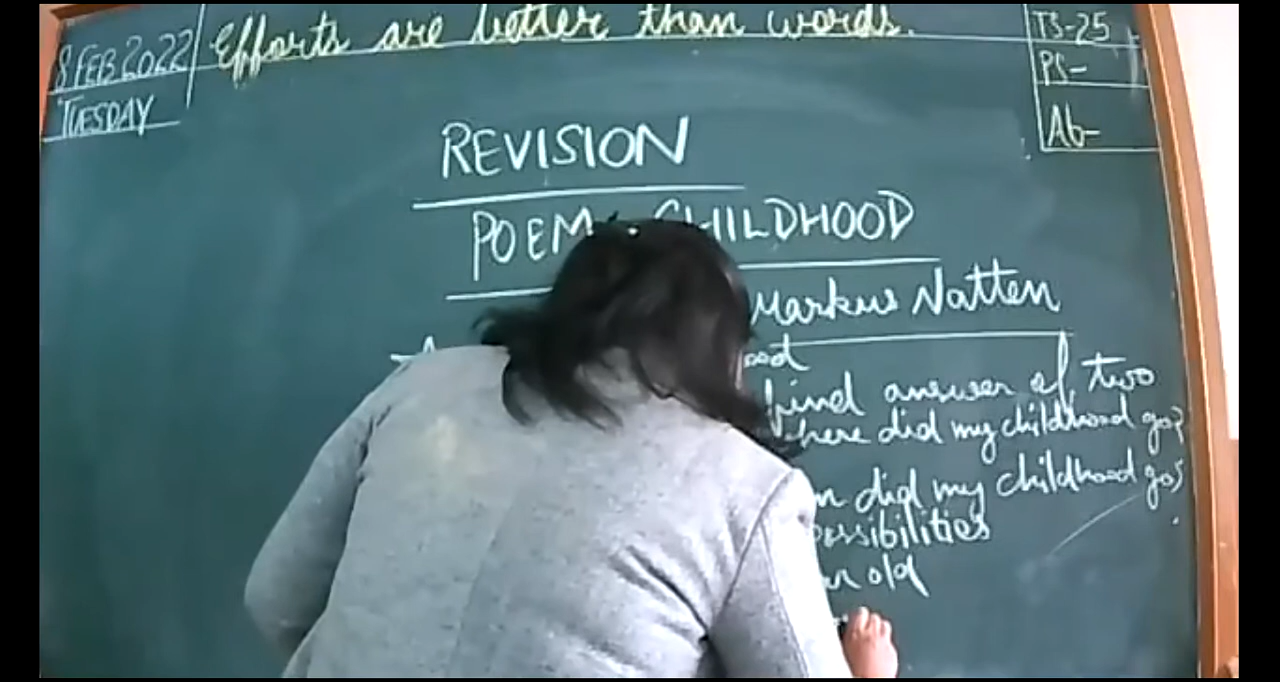 8 FEB 2022
TUESDAY
Efforts are better than words.
TS-25
PS-
Ab-
REVISION
POEM CHILDHOOD
Markus Natten
find answer of two
did my childhood go?
did my childhood go?
possibilities
old